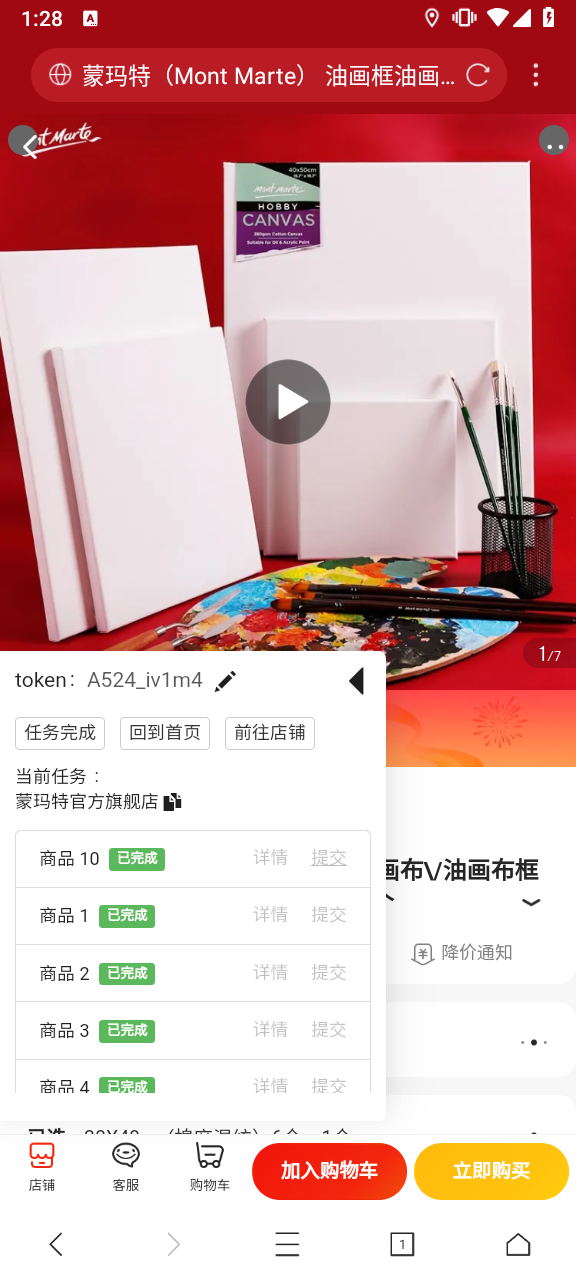 1:28
A
蒙玛特（Mont Marte） 油画框油画...
Mont Marte
40x50cm
15.7" x 19.7"
mont marte
HOBBY
CANVAS
Suitable for Oil & Acrylic Paint
1/7
token: A524_iv1m4
任务完成 回到首页 前往店铺
当前任务：
蒙玛特官方旗舰店
商品 10 已完成 详情 提交
商品 1 已完成 详情 提交
商品 2 已完成 详情 提交
商品 3 已完成 详情 提交
商品 4 已完成 详情 提交
画布\/油画布框
降价通知
店铺 客服 购物车 加入购物车 立即购买
1